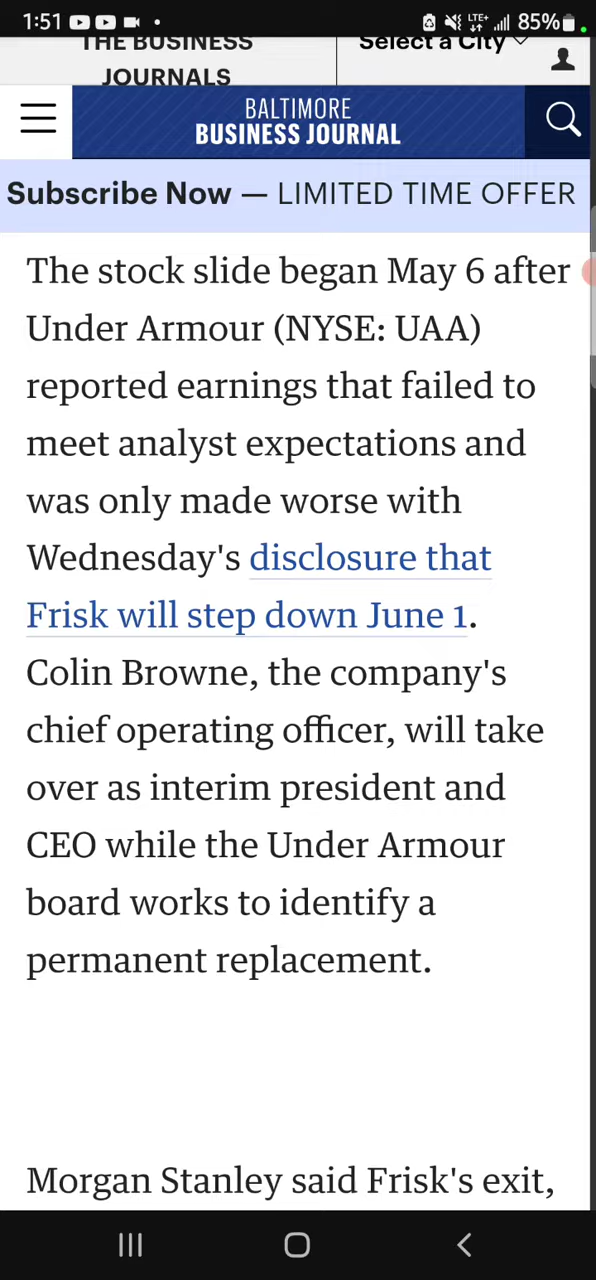 1:51
LTE+
85%
THE BUSINESS
JOURNALS
Select a City
BALTIMORE
BUSINESS JOURNAL
Subscribe Now — LIMITED TIME OFFER
The stock slide began May 6 after
Under Armour (NYSE: UAA)
reported earnings that failed to
meet analyst expectations and
was only made worse with
Wednesday's disclosure that
Frisk will step down June 1.
Colin Browne, the company's
chief operating officer, will take
over as interim president and
CEO while the Under Armour
board works to identify a
permanent replacement.
Morgan Stanley said Frisk's exit,